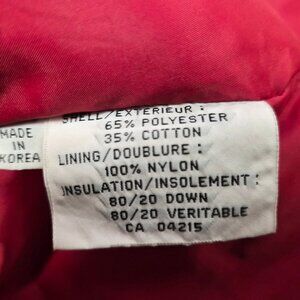 SHELL/EXTERIEUR :
65% POLYESTER
35% COTTON
LINING/DOUBLURE :
100% NYLON
INSULATION/INSOLEMENT :
80/20 DOWN
80/20 VERITABLE
CA 04215
MADE
IN
KOREA